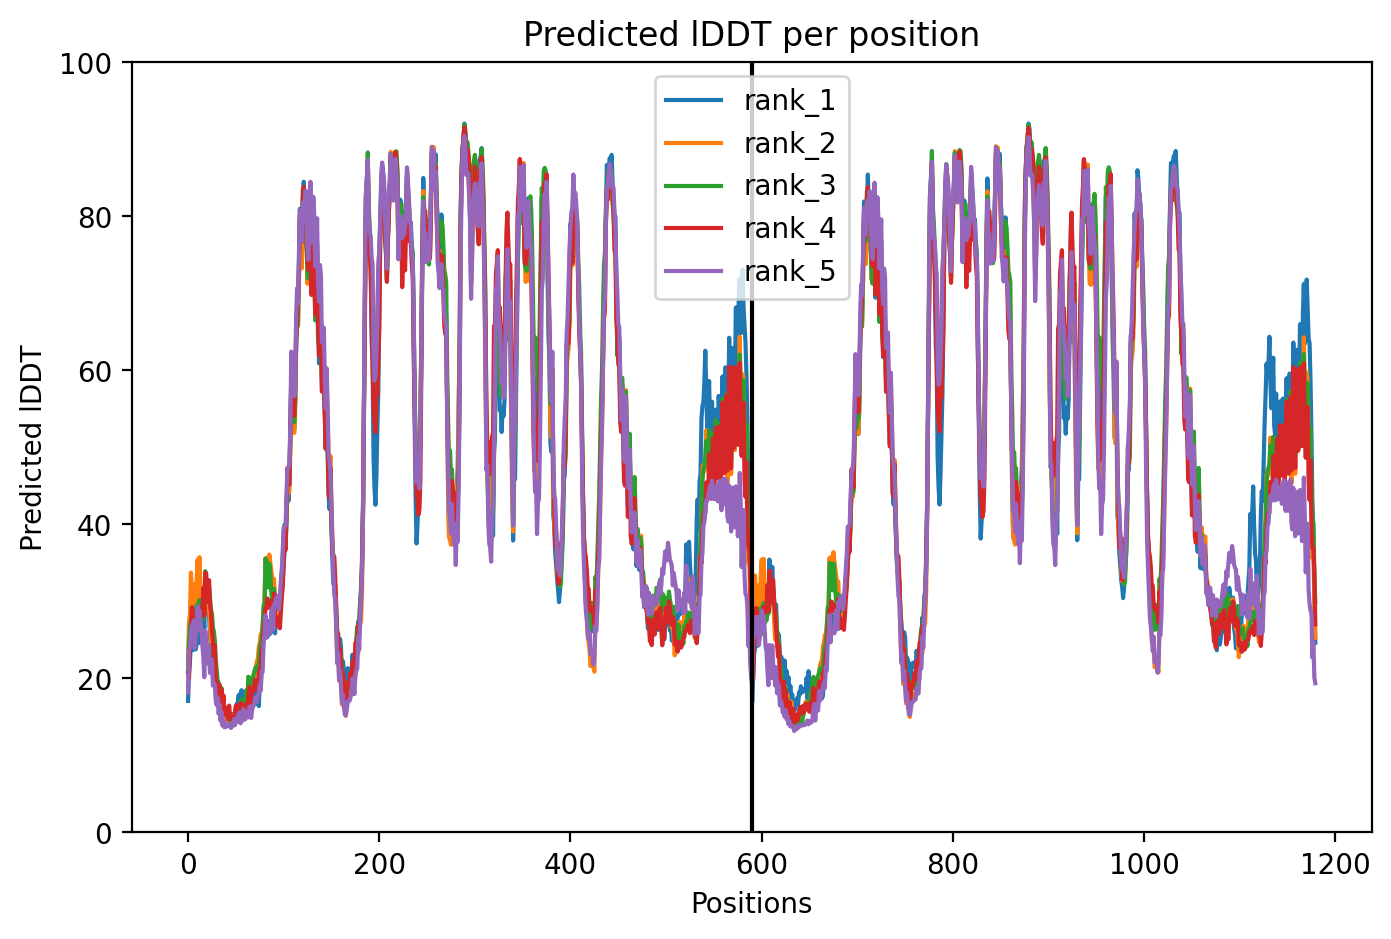 Predicted lDDT per position
Predicted lDDT
100
80
60
40
20
0
rank_1
rank_2
rank_3
rank_4
rank_5
0 200 400 600 800 1000 1200
Positions